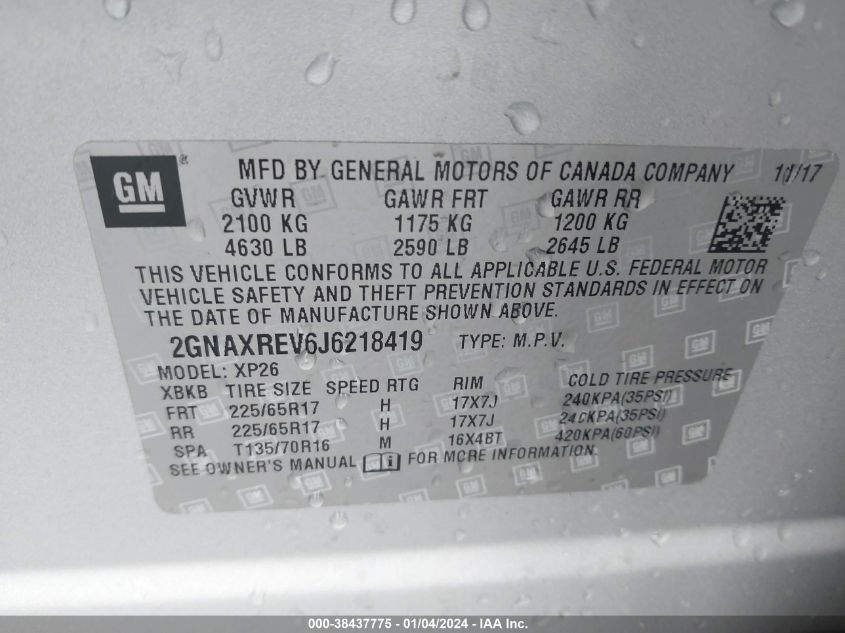 GM ® MFD BY GENERAL MOTORS OF CANADA COMPANY 11/17
GVWR GAWR FRT GAWR RR
2100 KG 1175 KG 1200 KG
4630 LB 2590 LB 2645 LB
THIS VEHICLE CONFORMS TO ALL APPLICABLE U.S. FEDERAL MOTOR
VEHICLE SAFETY AND THEFT PREVENTION STANDARDS IN EFFECT ON
THE DATE OF MANUFACTURE SHOWN ABOVE.
2GNAXREV6J6218419 TYPE: M.P.V.
MODEL: XP26
XBKB TIRE SIZE SPEED RTG RIM COLD TIRE PRESSURE
FRT 225/65R17 H 17X7J 240KPA(35PSI)
RR 225/65R17 H 17X7J 240KPA(35PSI)
SPA T135/70R16 M 16X4BT 420KPA(60PSI)
SEE OWNER'S MANUAL FOR MORE INFORMATION.
000-38437775 - 01/04/2024 - IAA Inc.